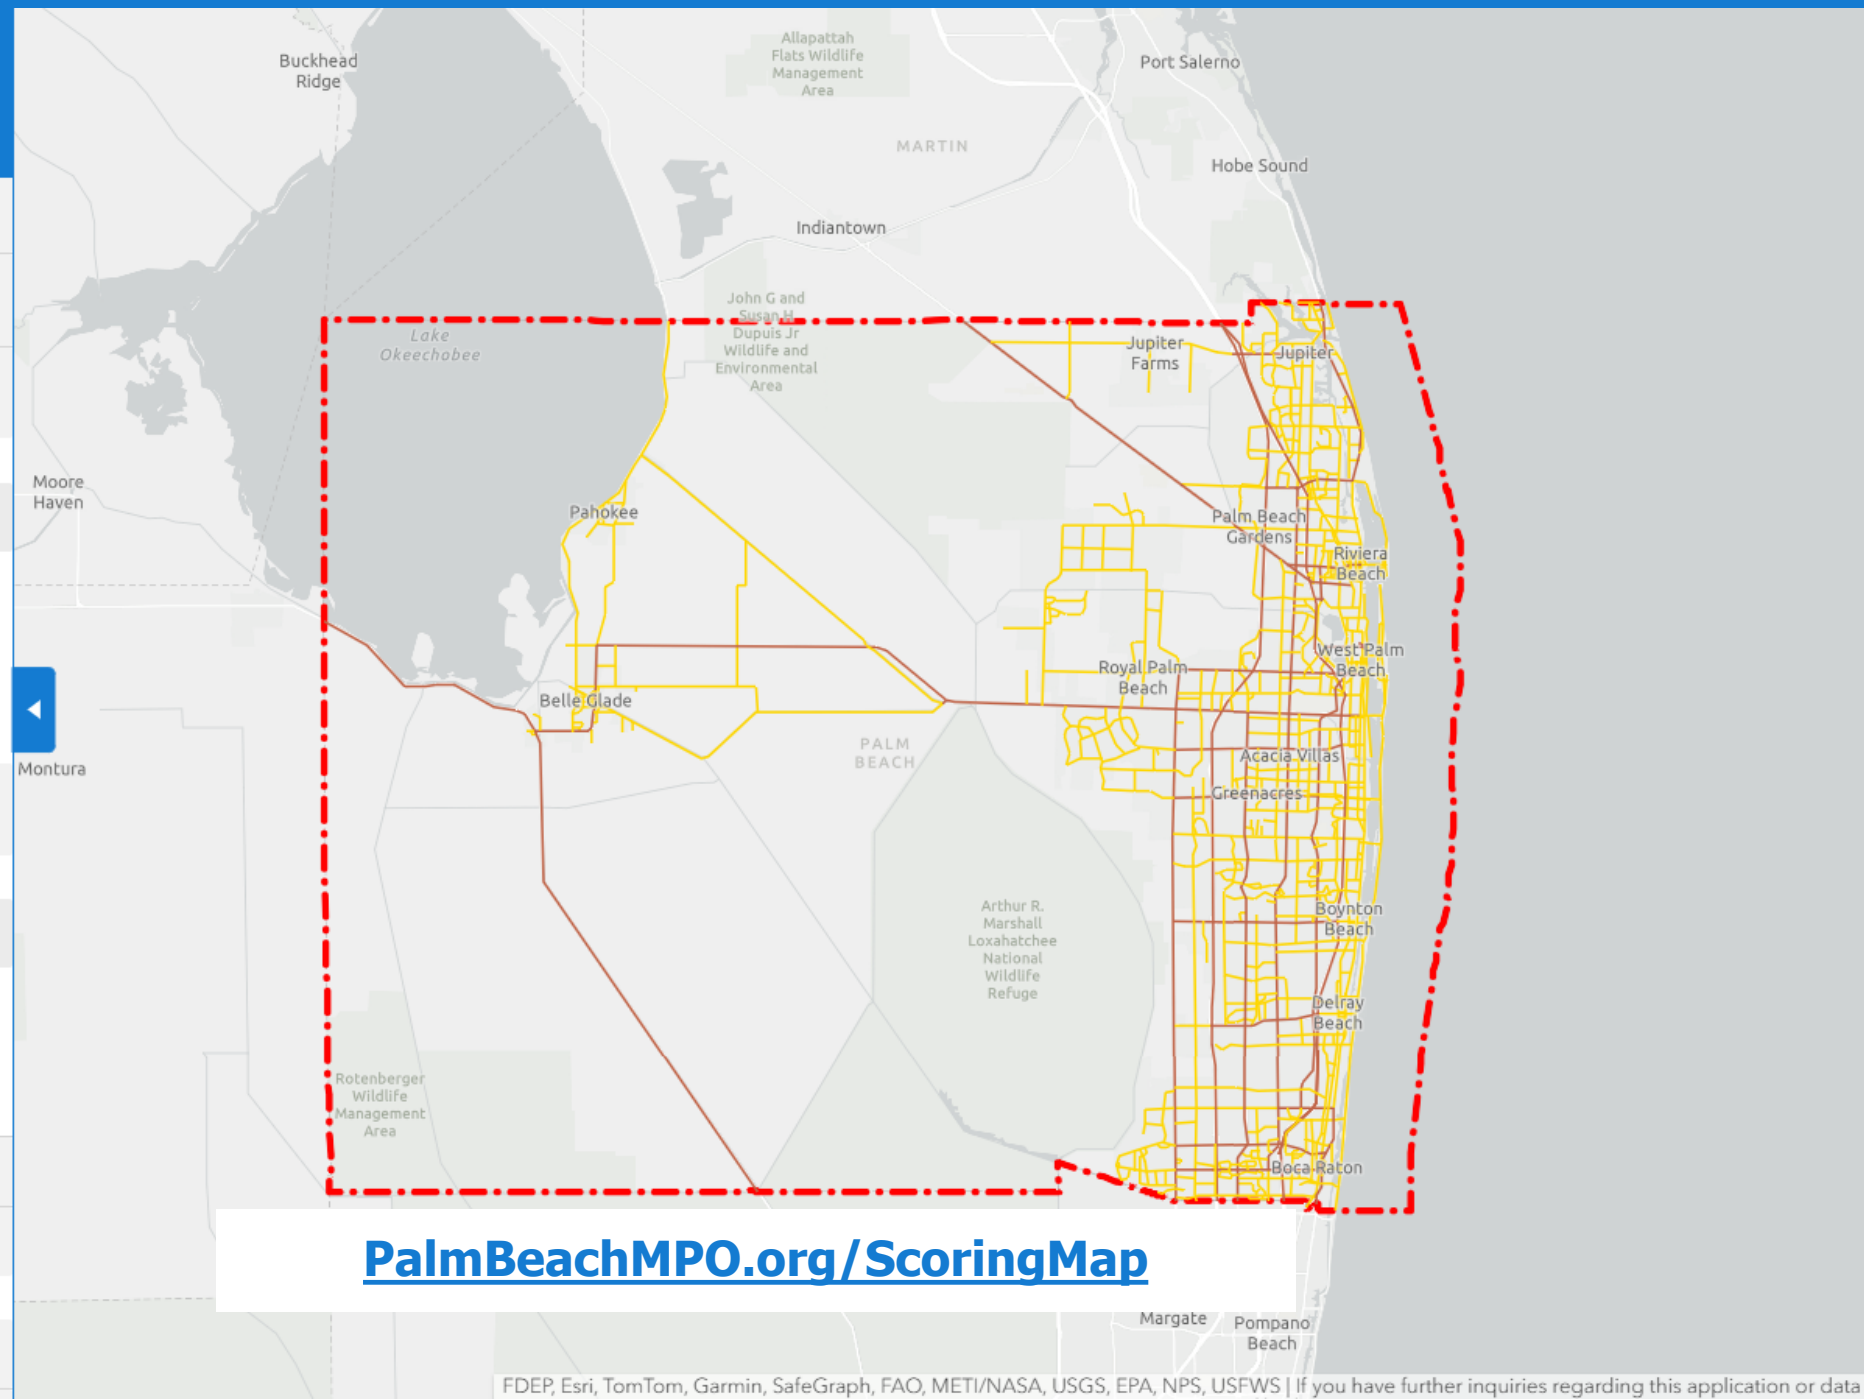 Buckhead
Ridge
Allapattah
Flats Wildlife
Management
Area
Port Salerno
MARTIN
Hobe Sound
Indiantown
John G and
Susan H
Dupuis Jr
Wildlife and
Environmental
Area
Lake
Okeechobee
Jupiter
Farms
Jupiter
Moore
Haven
Pahokee
Palm Beach
Gardens
Riviera
Beach
West Palm
Beach
Royal Palm
Beach
Belle Glade
PALM
BEACH
Acacia Villas
Montura
Greenacres
Boynton
Beach
Arthur R.
Marshall
Loxahatchee
National
Wildlife
Refuge
Delray
Beach
Rotenberger
Wildlife
Management
Area
Boca Raton
PalmBeachMPO.org/ScoringMap
Margate
Pompano
Beach
FDEP, Esri, TomTom, Garmin, SafeGraph, FAO, METI/NASA, USGS, EPA, NPS, USFWS | If you have further inquiries regarding this application or data